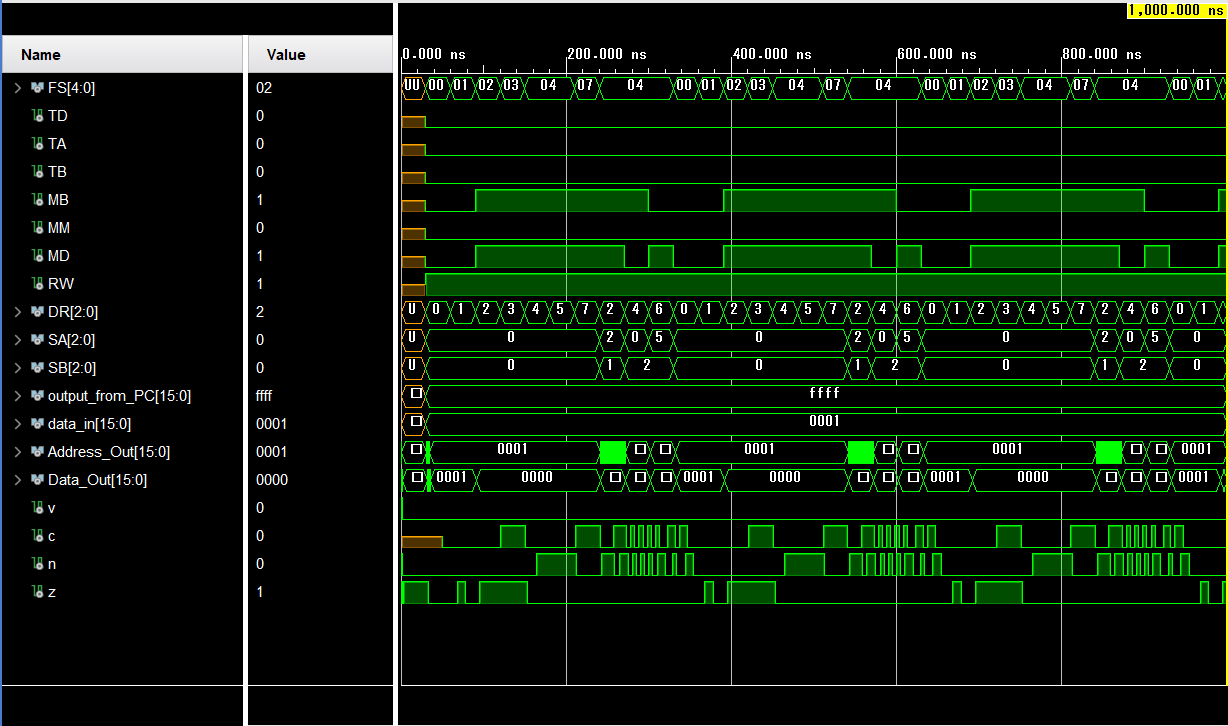 1,000.000 ns
Name Value 0.000 ns 200.000 ns 400.000 ns 600.000 ns 800.000 ns
FS[4:0] 02 UU 00 01 02 03 04 07 04 00 01 02 03 04 07 04 00 01 02 03 04 07 04 00 01
TD 0
TA 0
TB 0
MB 1
MM 0
MD 1
RW 1
DR[2:0] 2 U 0 1 2 3 4 5 7 2 4 6 0 1 2 3 4 5 7 2 4 6 0 1 2 3 4 5 7 2 4 6 0 1
SA[2:0] 0 U 0 2 0 5 0 2 0 5 0 2 0 5 0
SB[2:0] 0 U 0 1 2 0 1 2 0 1 2 0
output_from_PC[15:0] ffff ffff
data_in[15:0] 0001 0001
Address_Out[15:0] 0001 0001 0001 0001 0001
Data_Out[15:0] 0000 0001 0000 0001 0000 0001 0000 0001
v 0
c 0
n 0
z 1